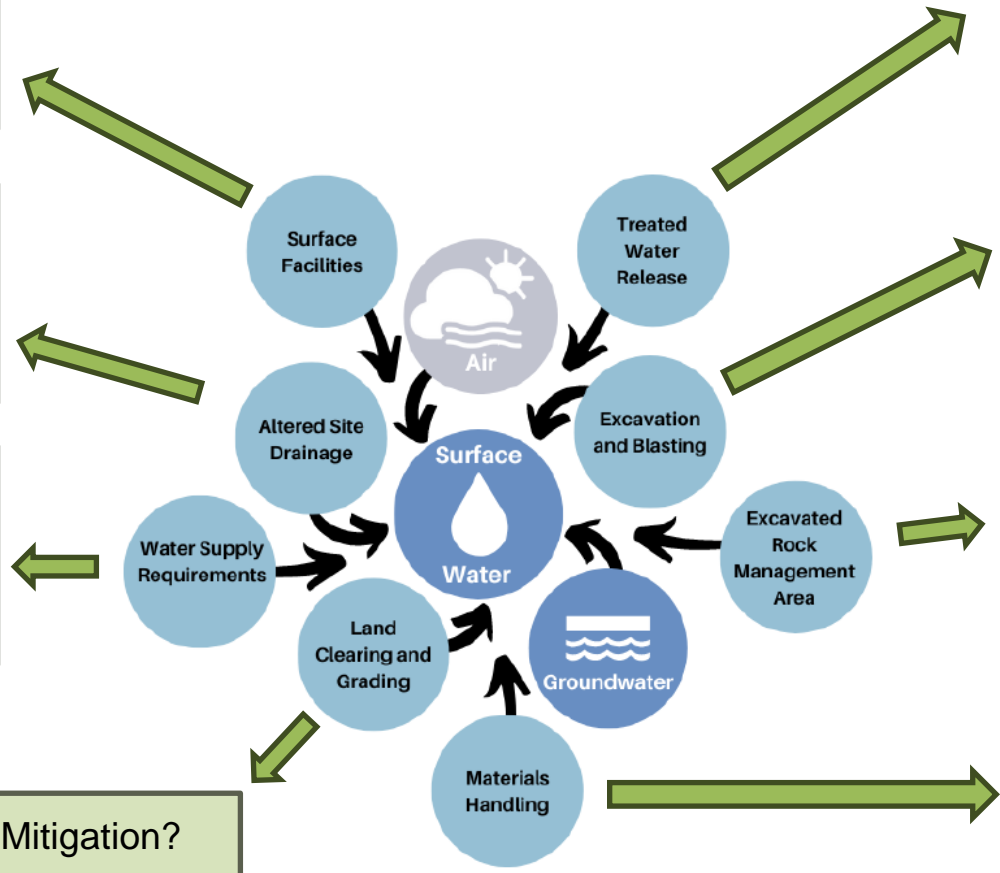 Surface
Facilities
Treated
Water
Release
Air
Altered Site
Drainage
Excavation
and Blasting
Surface
Water
Water Supply
Requirements
Excavated
Rock
Management
Area
Land
Clearing and
Grading
Groundwater
Materials
Handling
Mitigation?